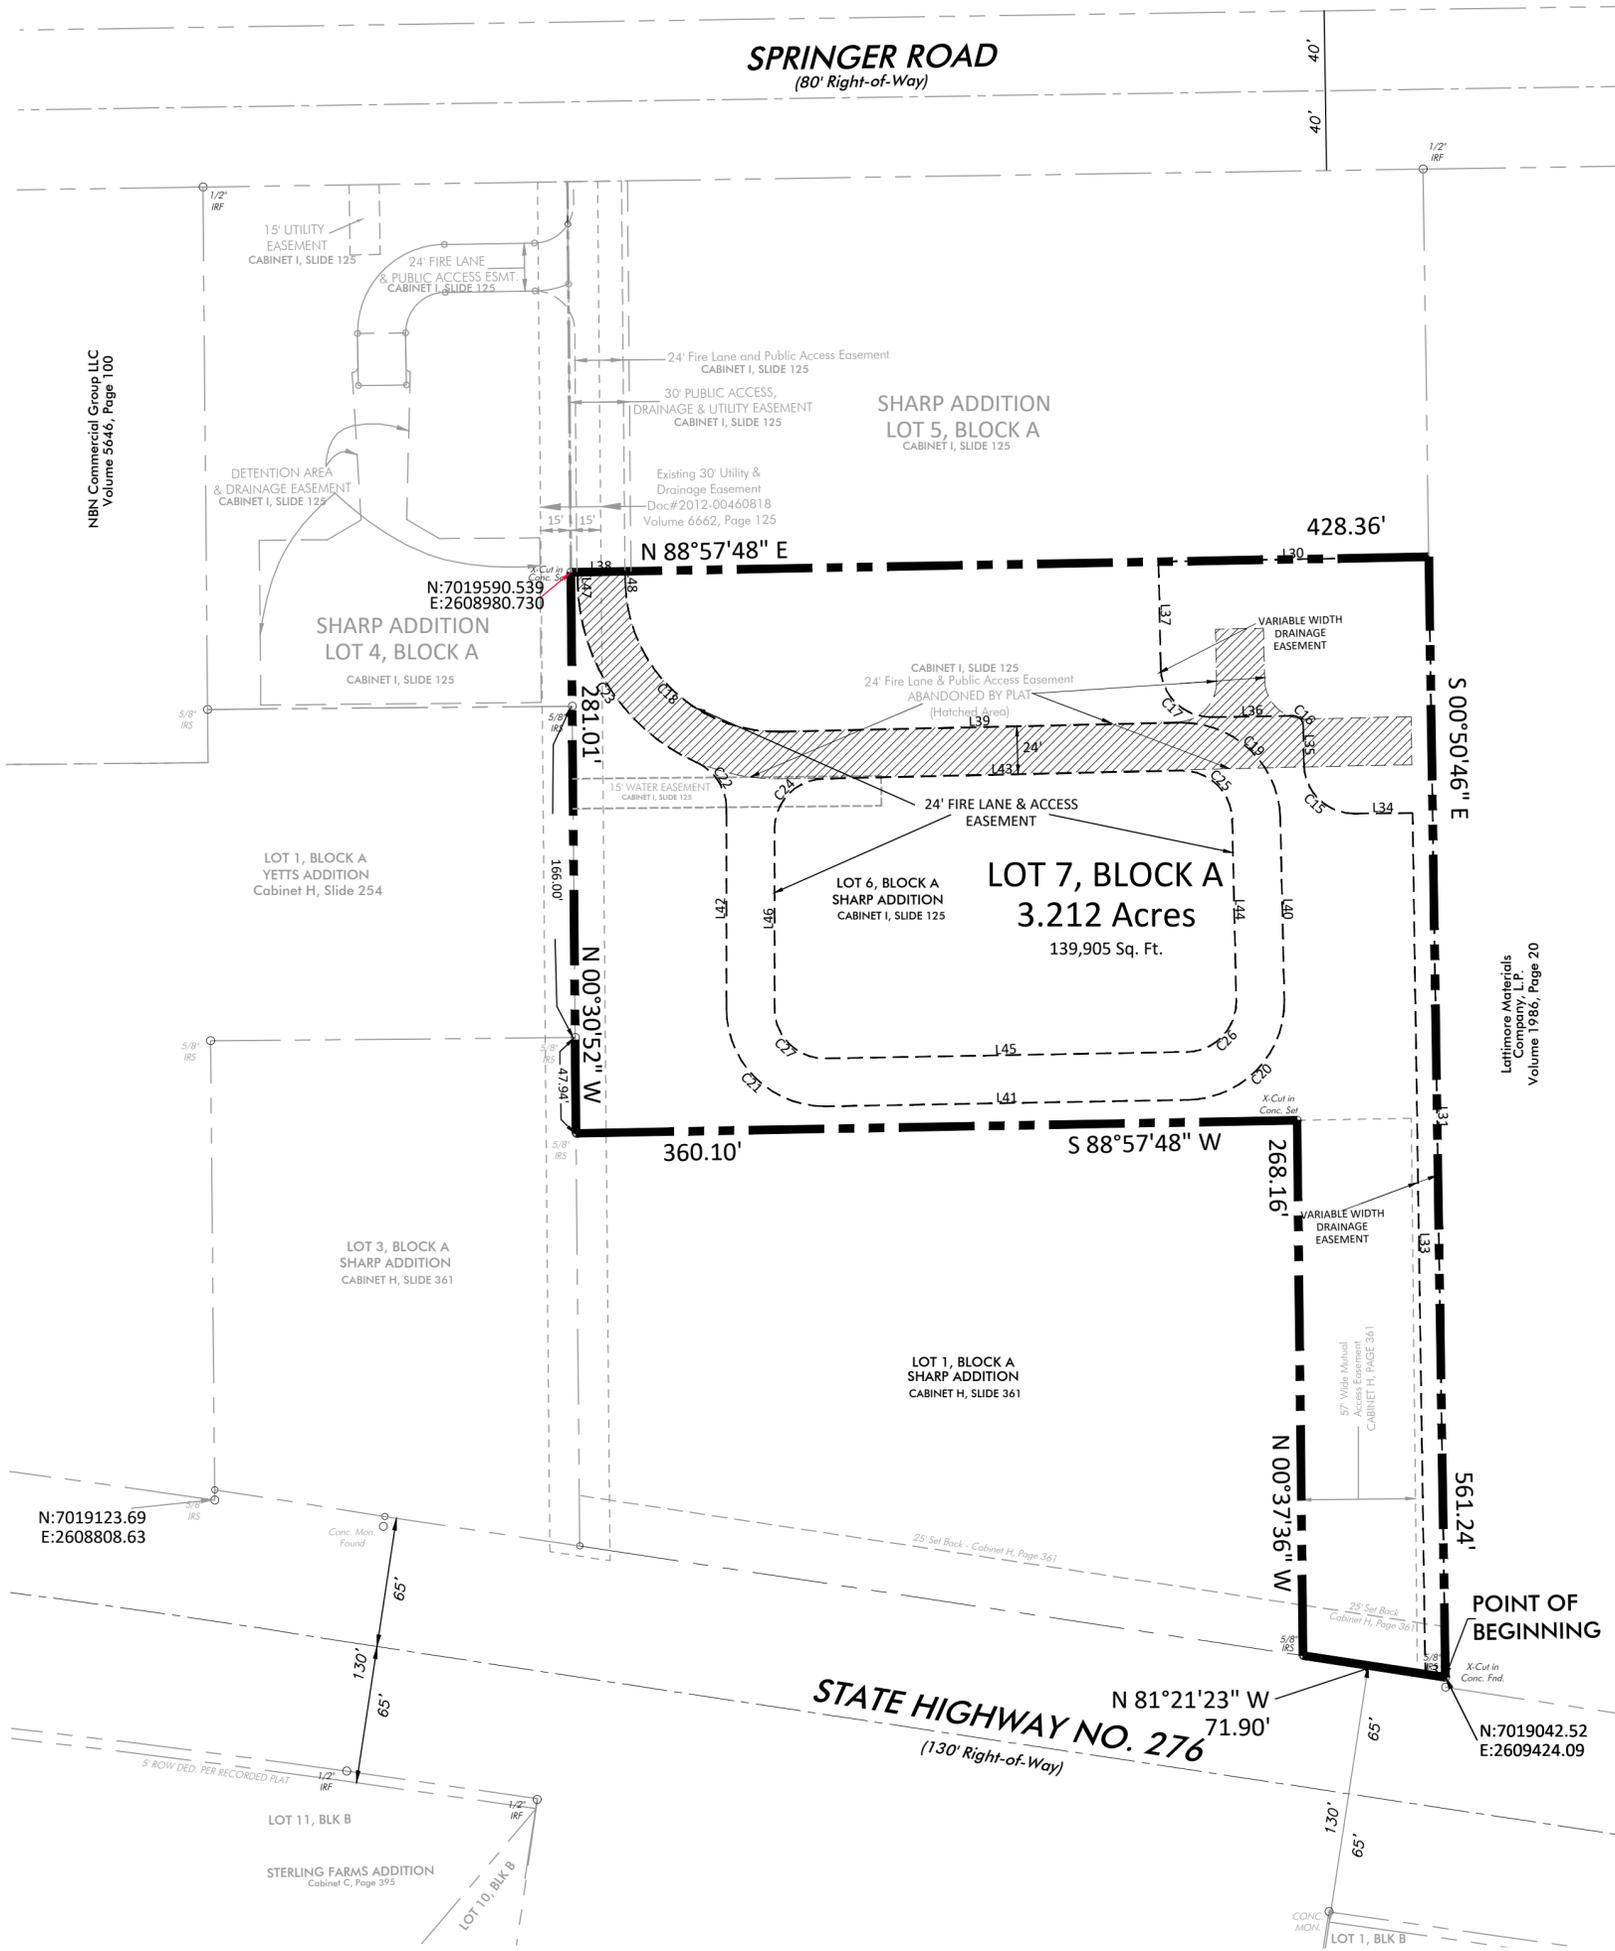 SPRINGER ROAD
(80' Right-of-Way)
40'
40'
1/2"
IRF
1/2"
IRF
15' UTILITY
EASEMENT
CABINET I, SLIDE 125
24' FIRE LANE
& PUBLIC ACCESS ESMT.
CABINET I, SLIDE 125
NBN Commercial Group LLC
Volume 5646, Page 100
24' Fire Lane and Public Access Easement
CABINET I, SLIDE 125
30' PUBLIC ACCESS,
DRAINAGE & UTILITY EASEMENT
CABINET I, SLIDE 125
SHARP ADDITION
LOT 5, BLOCK A
CABINET I, SLIDE 125
DETENTION AREA
& DRAINAGE EASEMENT
CABINET I, SLIDE 125
Existing 30' Utility &
Drainage Easement
Doc#2012-00460818
Volume 6662, Page 125
15'
15'
428.36'
N 88°57'48" E
L30
L38
X-Cut in
Conc. Set
N:7019590.539
E:2608980.730
L47
L48
SHARP ADDITION
LOT 4, BLOCK A
CABINET I, SLIDE 125
L37
VARIABLE WIDTH
DRAINAGE
EASEMENT
CABINET I, SLIDE 125
24' Fire Lane & Public Access Easement
ABANDONED BY PLAT
(Hatched Area)
S 00°50'46" E
281.01'
C23
C18
C17
L36
C16
5/8"
IRS
5/8"
IRS
L39
24'
C19
L35
L43
C22
C24
C25
C15
L34
15' WATER EASEMENT
CABINET I, SLIDE 125
24' FIRE LANE & ACCESS
EASEMENT
LOT 1, BLOCK A
YETTS ADDITION
Cabinet H, Slide 254
166.00'
LOT 6, BLOCK A
SHARP ADDITION
CABINET I, SLIDE 125
LOT 7, BLOCK A
3.212 Acres
139,905 Sq. Ft.
L42
L46
L44
L40
Lattimore Materials
Company, L.P.
Volume 1986, Page 20
N 00°30'52" W
5/8"
IRS
5/8"
IRS
47.94'
C27
L45
C26
C21
L41
C20
X-Cut in
Conc. Set
L31
5/8"
IRS
360.10'
S 88°57'48" W
268.16'
VARIABLE WIDTH
DRAINAGE
EASEMENT
L33
LOT 3, BLOCK A
SHARP ADDITION
CABINET H, SLIDE 361
LOT 1, BLOCK A
SHARP ADDITION
CABINET H, SLIDE 361
57' Wide Mutual
Access Easement
CABINET H, PAGE 361
N 00°37'36" W
561.24'
N:7019123.69
E:2608808.63
5/8"
IRS
Conc. Mon.
Found
25' Set Back - Cabinet H, Page 361
25' Set Back
Cabinet H, Page 361
65'
130'
65'
POINT OF
BEGINNING
5/8"
IRS
5/8"
IRS
X-Cut in
Conc. Fnd.
N 81°21'23" W
71.90'
STATE HIGHWAY NO. 276
(130' Right-of-Way)
N:7019042.52
E:2609424.09
65'
130'
65'
5' ROW DED. PER RECORDED PLAT
1/2"
IRF
1/2"
IRF
LOT 11, BLK B
STERLING FARMS ADDITION
Cabinet C, Page 395
LOT 10, BLK B
CONC.
MON.
LOT 1, BLK B